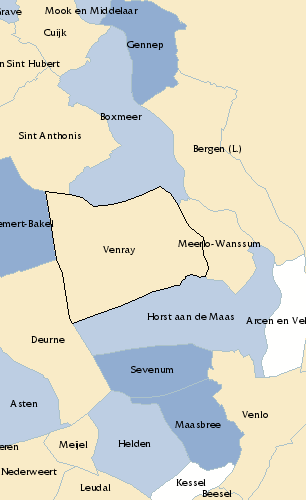 Grave
Mook en Middelaar
Cuijk
Gennep
n Sint Hubert
Boxmeer
Sint Anthonis
Bergen (L.)
emert-Bakel
Venray
Meerlo-Wanssum
Horst aan de Maas
Arcen en Vel
Deurne
Sevenum
Asten
Maasbree
Venlo
eren
Meijel
Helden
Nederweert
Kessel
Leudal
Beesel